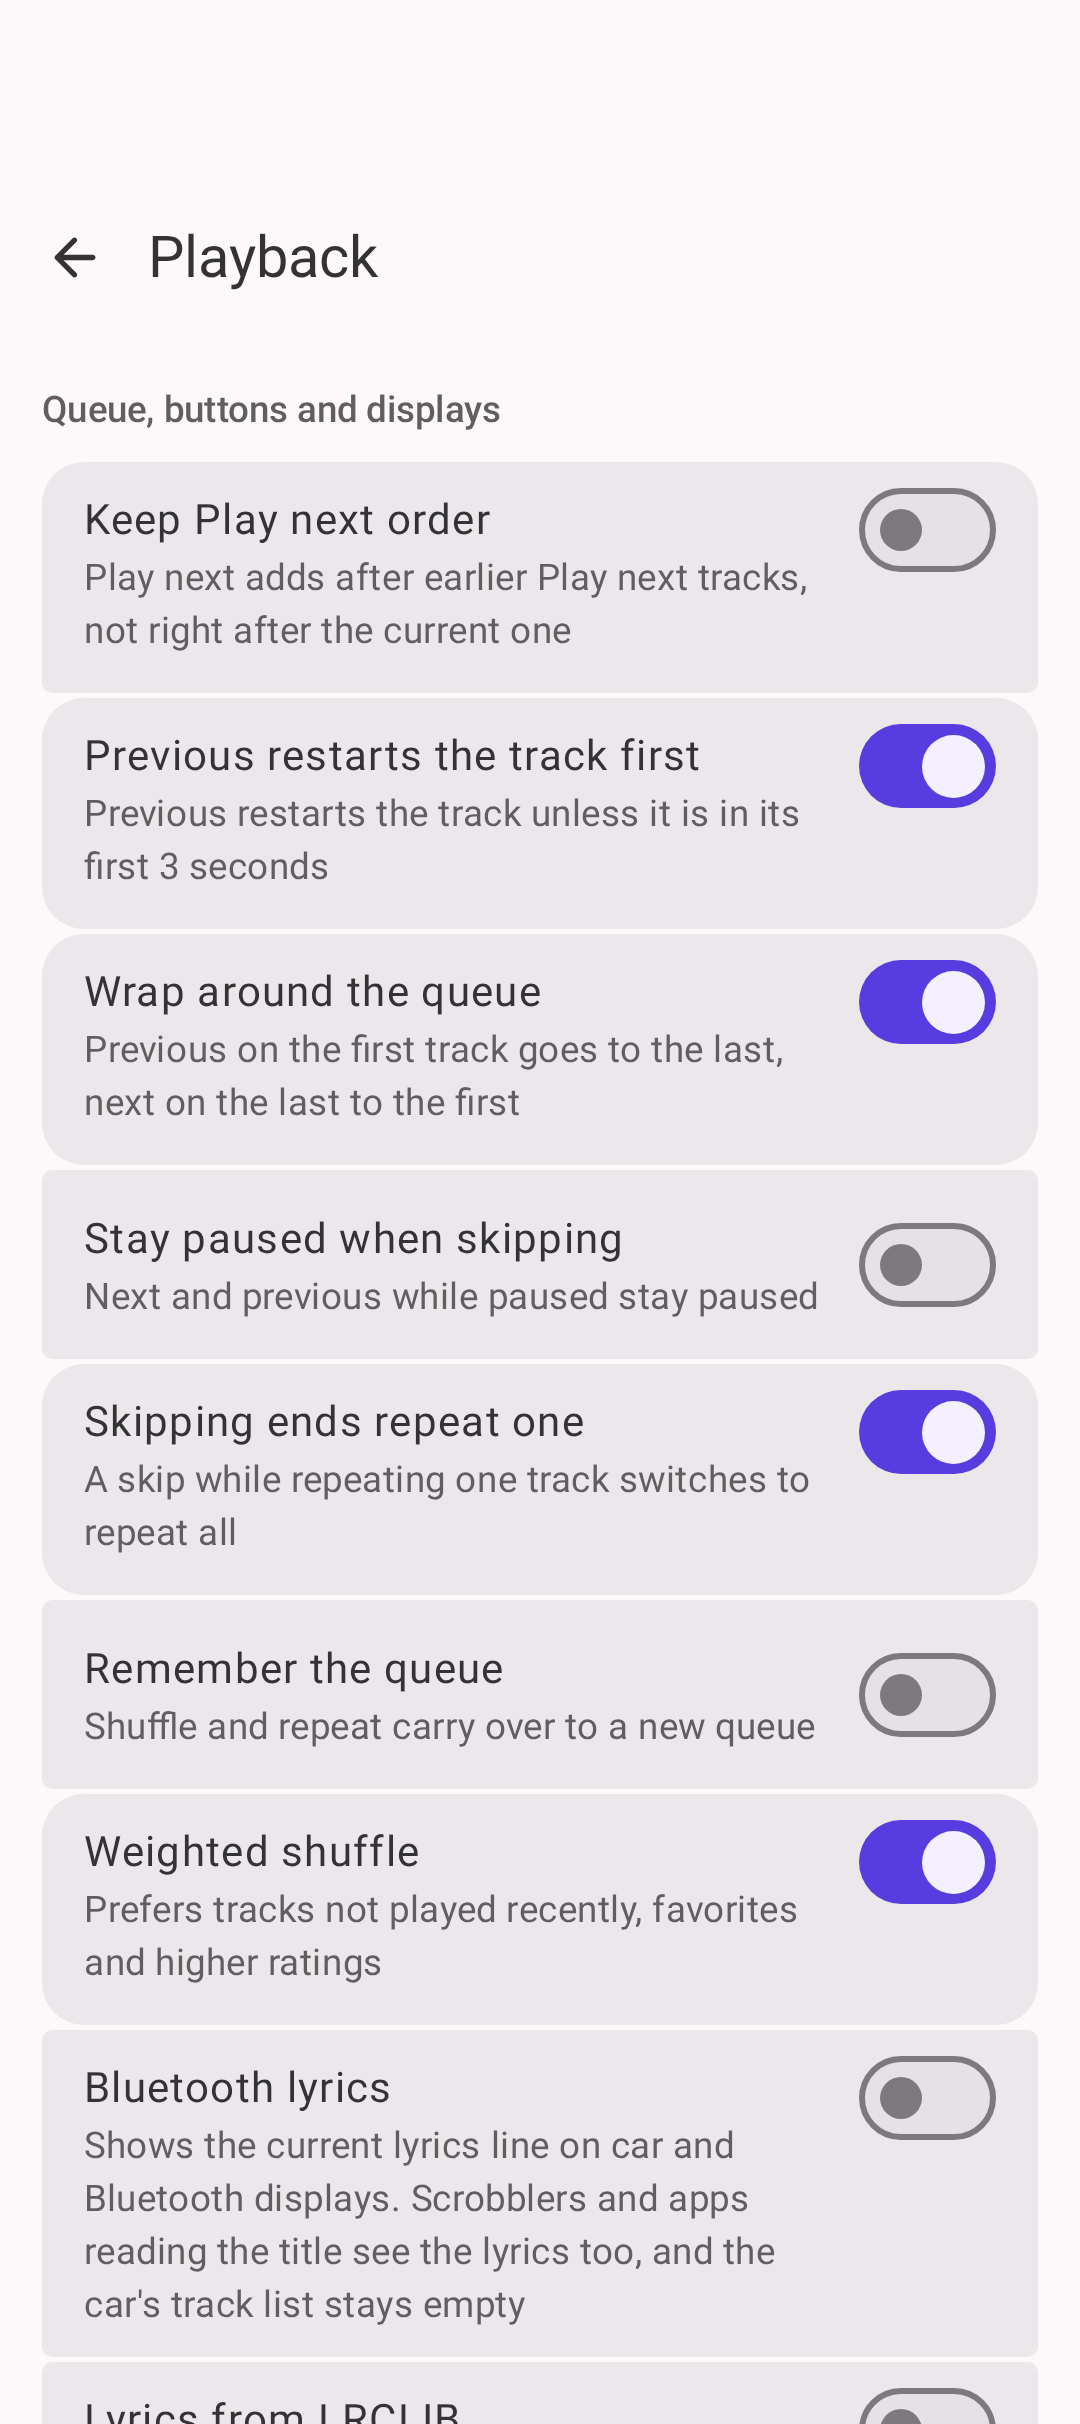 Playback
Queue, buttons and displays
Keep Play next order
Play next adds after earlier Play next tracks,
not right after the current one
Previous restarts the track first
Previous restarts the track unless it is in its
first 3 seconds
Wrap around the queue
Previous on the first track goes to the last,
next on the last to the first
Stay paused when skipping
Next and previous while paused stay paused
Skipping ends repeat one
A skip while repeating one track switches to
repeat all
Remember the queue
Shuffle and repeat carry over to a new queue
Weighted shuffle
Prefers tracks not played recently, favorites
and higher ratings
Bluetooth lyrics
Shows the current lyrics line on car and
Bluetooth displays. Scrobblers and apps
reading the title see the lyrics too, and the
car's track list stays empty
Lyrics from LRCLIB